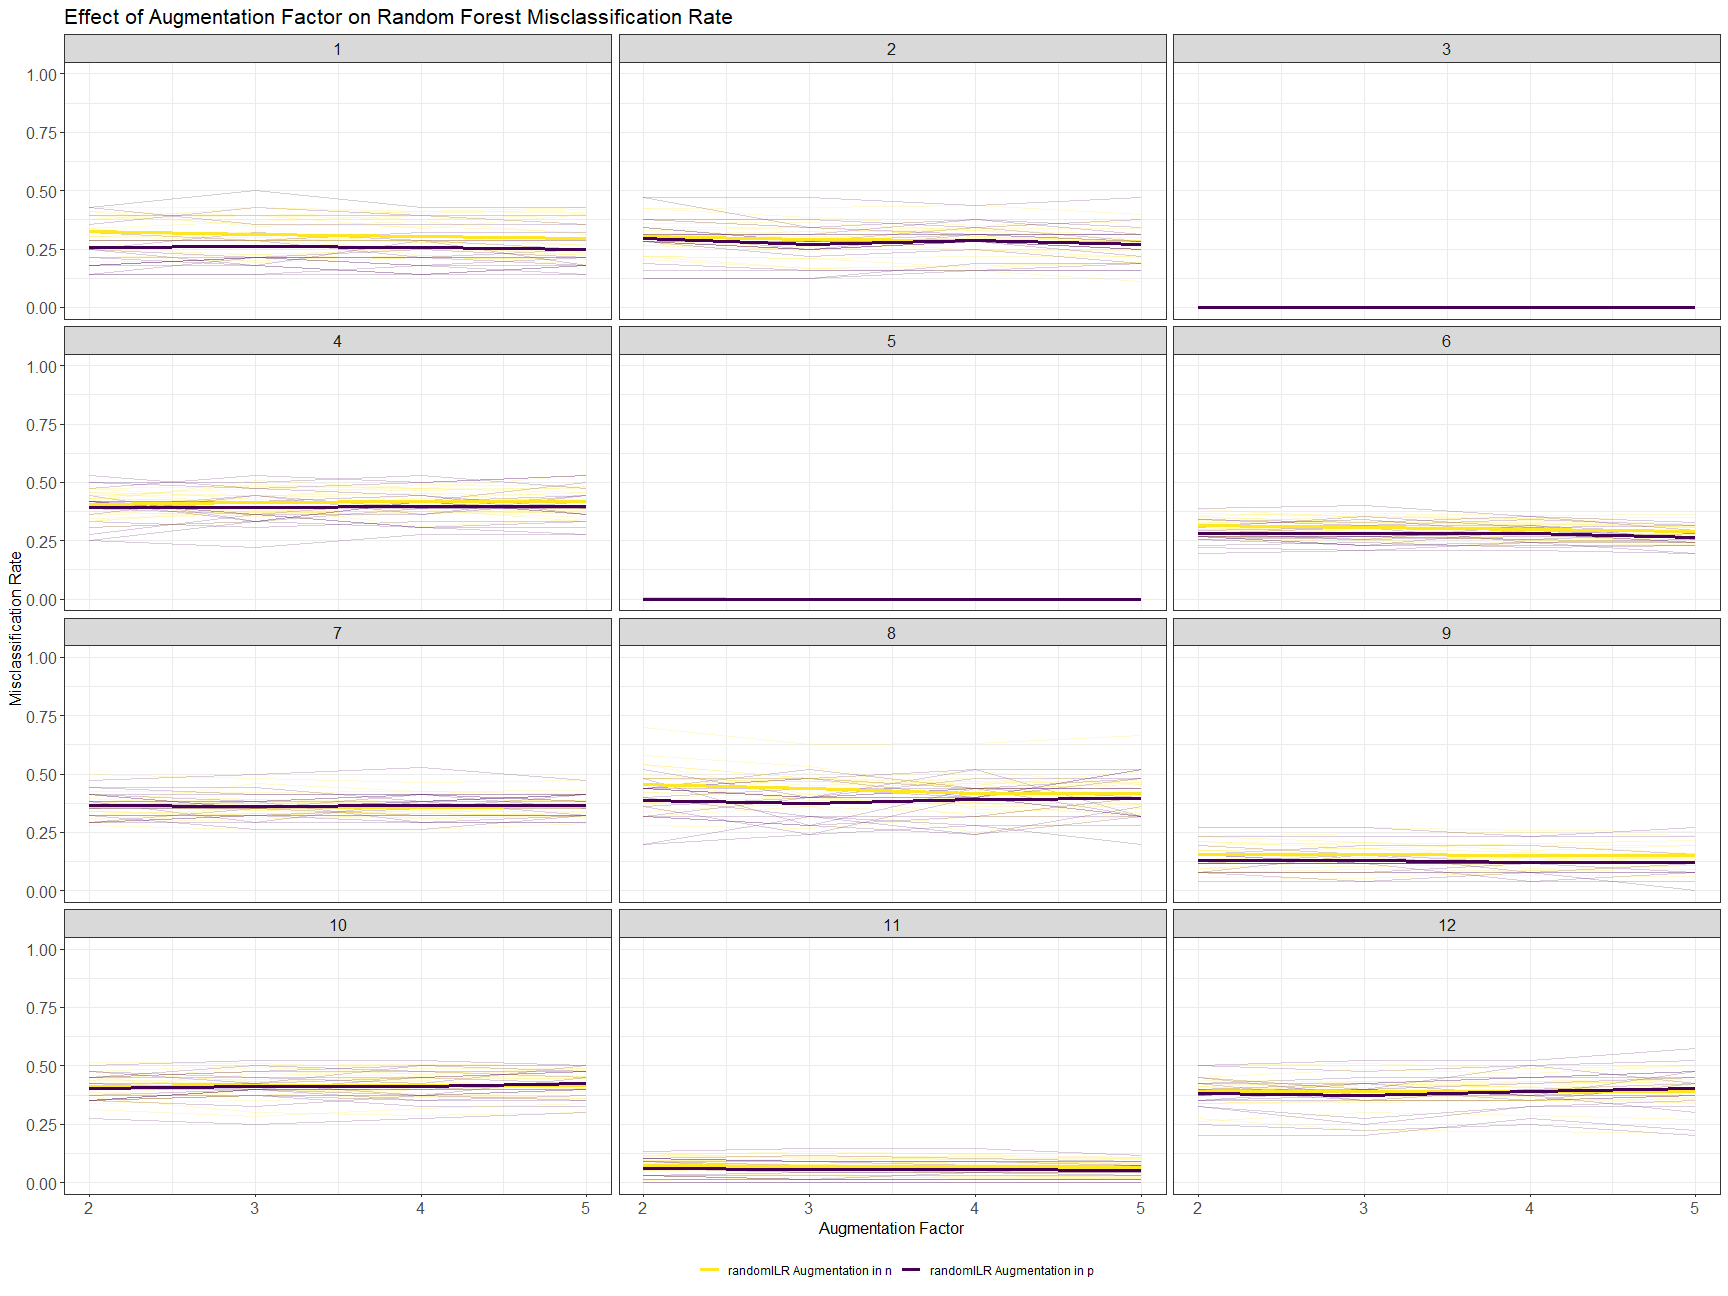 Effect of Augmentation Factor on Random Forest Misclassification Rate
1 2 3
1.00
0.75
0.50
0.25
0.00
4 5 6
1.00
0.75
0.50
0.25
0.00
Misclassification Rate
7 8 9
1.00
0.75
0.50
0.25
0.00
10 11 12
1.00
0.75
0.50
0.25
0.00
2 3 4 5 2 3 4 5 2 3 4 5
Augmentation Factor
randomILR Augmentation in n randomILR Augmentation in p